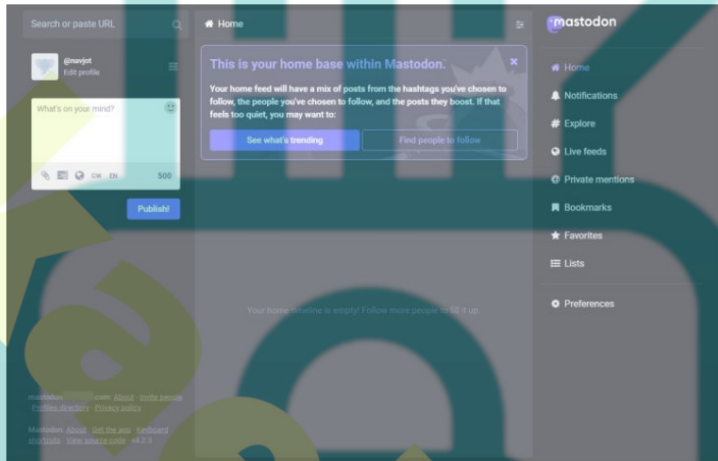 Search or paste URL
Home
mastodon
@navjot
Edit profile
This is your home base within Mastodon.
Your home feed will have a mix of posts from the hashtags you've chosen to
follow, the people you've chosen to follow, and the posts they boost. If that
feels too quiet, you may want to:
See what's trending
Find people to follow
What's on your mind?
CW EN 500
Publish!
Home
Notifications
Explore
Live feeds
Private mentions
Bookmarks
Favorites
Lists
Preferences
Your home timeline is empty! Follow more people to fill it up.
mastodon .com About · Invite people
· Profiles directory · Privacy policy
Mastodon: About · Get the app · Keyboard
shortcuts · View source code · v4.2.3